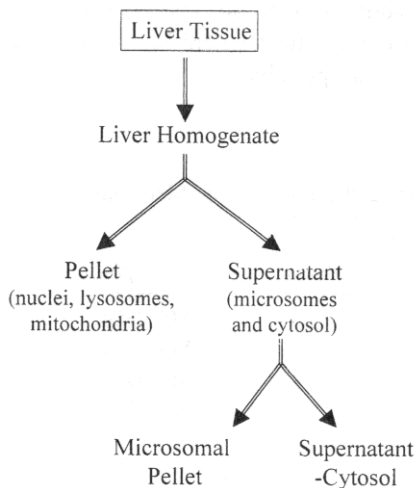 Liver Tissue
Liver Homogenate
Pellet
(nuclei, lysosomes,
mitochondria)
Supernatant
(microsomes
and cytosol)
Microsomal
Pellet
Supernatant
-Cytosol